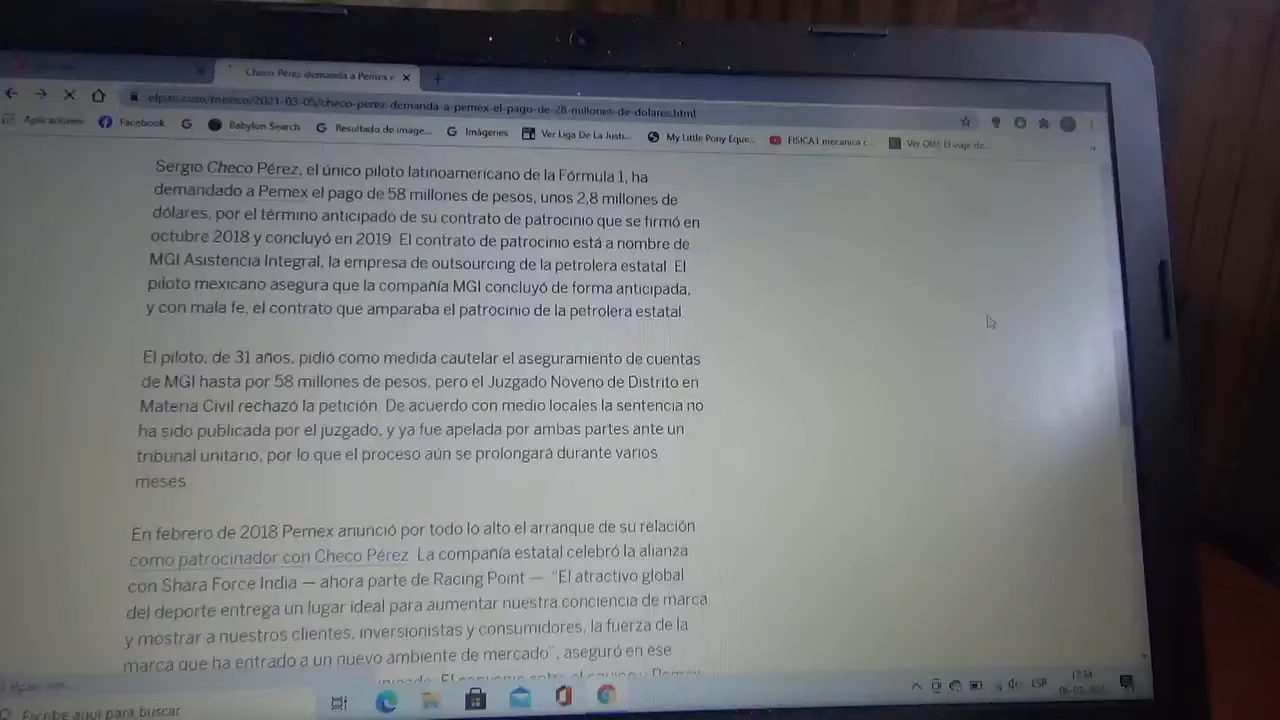 Checo Pérez demanda a Pemex e
elpais.com/mexico/2021-03-05/checo-perez-demanda-a-pemex-el-pago-de-28-millones-de-dolares.html
Aplicaciones Facebook Babylon Search Resultado de image... Imágenes Ver Liga De La Justi... My Little Pony Eque... FISICA1 mecanica c... Ver Olé! El viaje de...
Sergio Checo Pérez, el único piloto latinoamericano de la Fórmula 1, ha
demandado a Pemex el pago de 58 millones de pesos, unos 2,8 millones de
dólares, por el término anticipado de su contrato de patrocinio que se firmó en
octubre 2018 y concluyó en 2019. El contrato de patrocinio está a nombre de
MGI Asistencia Integral, la empresa de outsourcing de la petrolera estatal. El
piloto mexicano asegura que la compañía MGI concluyó de forma anticipada,
y con mala fe, el contrato que amparaba el patrocinio de la petrolera estatal.
El piloto, de 31 años, pidió como medida cautelar el aseguramiento de cuentas
de MGI hasta por 58 millones de pesos, pero el Juzgado Noveno de Distrito en
Materia Civil rechazó la petición. De acuerdo con medio locales la sentencia no
ha sido publicada por el juzgado, y ya fue apelada por ambas partes ante un
tribunal unitario, por lo que el proceso aún se prolongará durante varios
meses.
En febrero de 2018 Pemex anunció por todo lo alto el arranque de su relación
como patrocinador con Checo Pérez. La compañía estatal celebró la alianza
con Shara Force India — ahora parte de Racing Point — "El atractivo global
del deporte entrega un lugar ideal para aumentar nuestra conciencia de marca
y mostrar a nuestros clientes, inversionistas y consumidores, la fuerza de la
marca que ha entrado a un nuevo ambiente de mercado", aseguró en ese
Escribe aquí para buscar
ESP
17:34